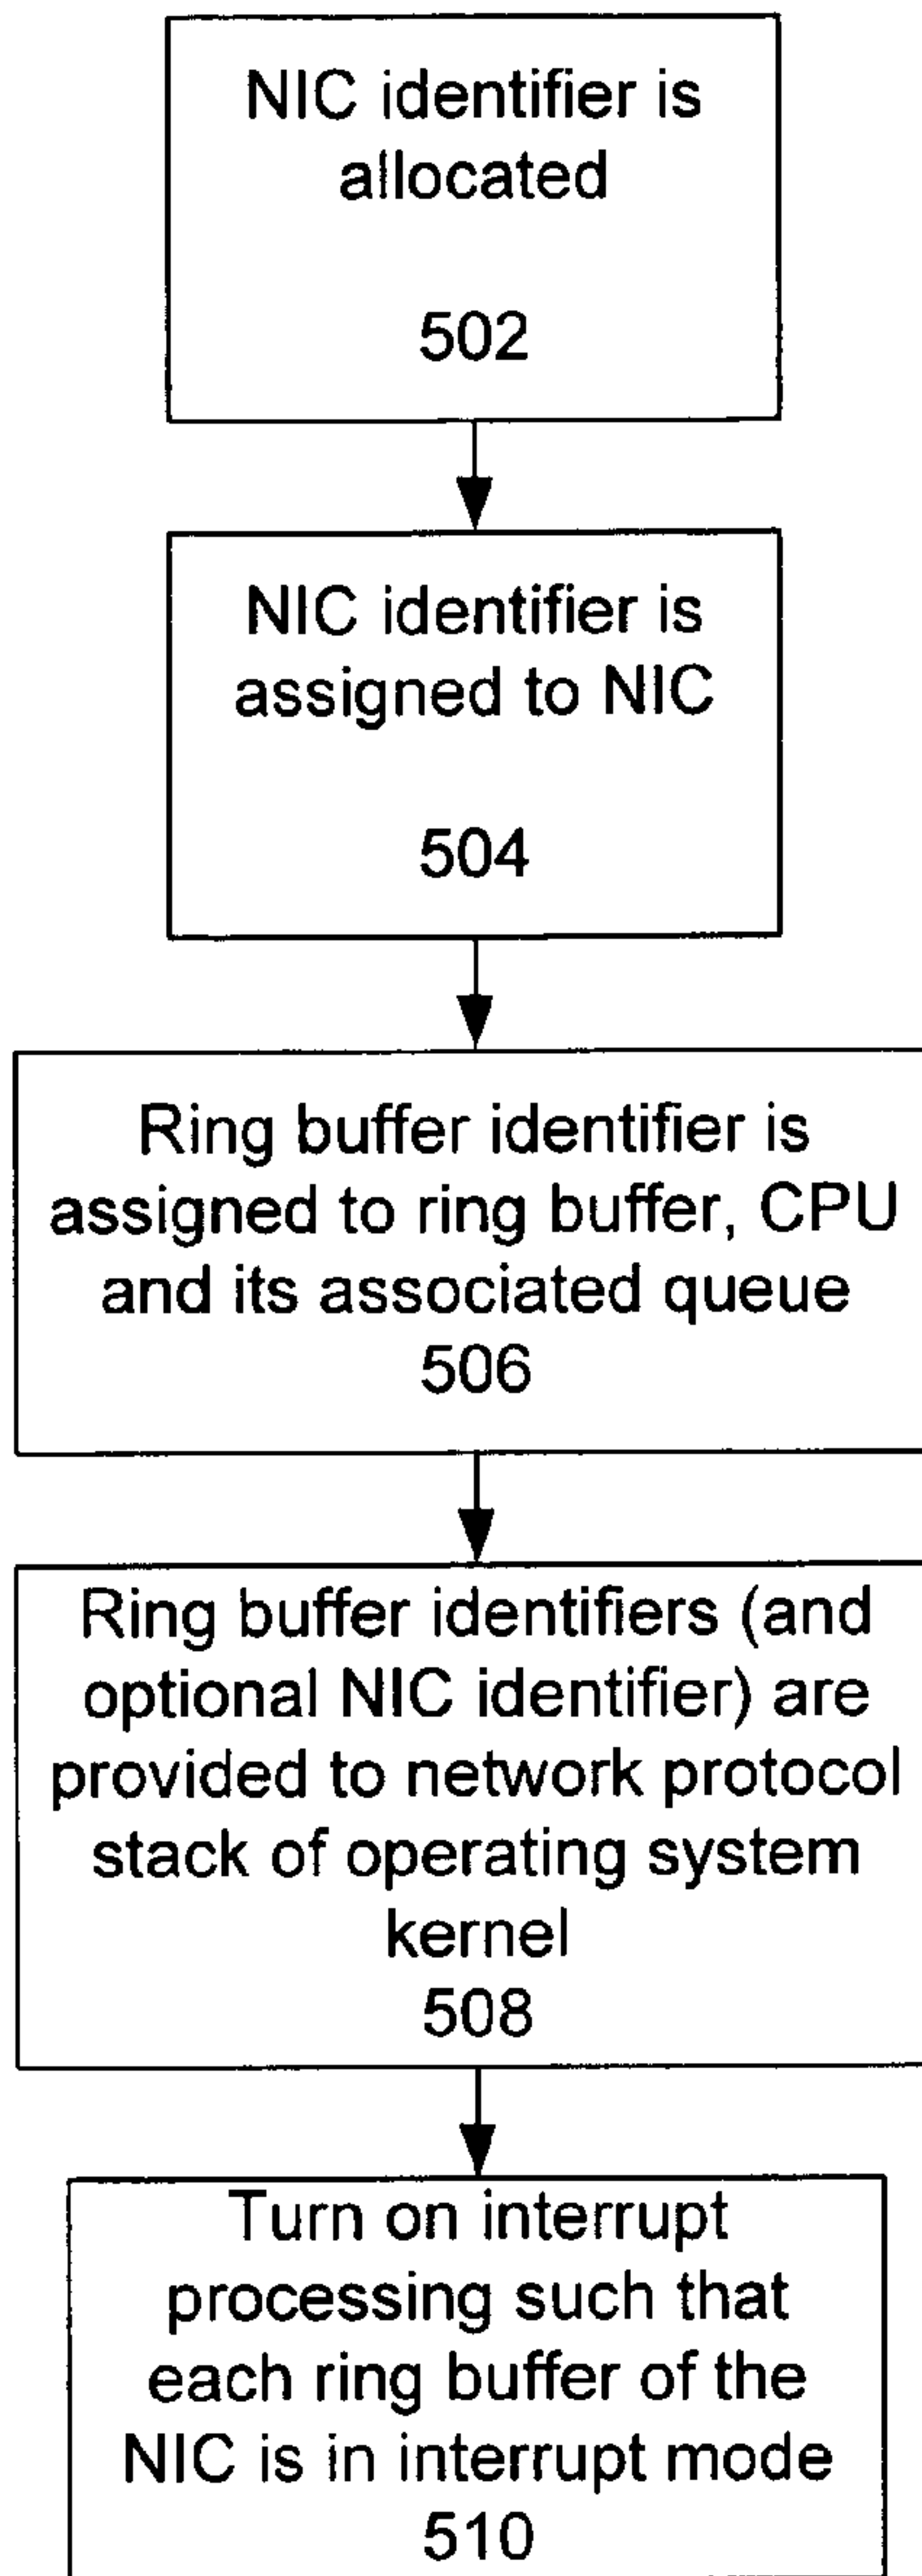 NIC identifier is
allocated
502
NIC identifier is
assigned to NIC
504
Ring buffer identifier is
assigned to ring buffer, CPU
and its associated queue
506
Ring buffer identifiers (and
optional NIC identifier) are
provided to network protocol
stack of operating system
kernel
508
Turn on interrupt
processing such that
each ring buffer of the
NIC is in interrupt mode
510